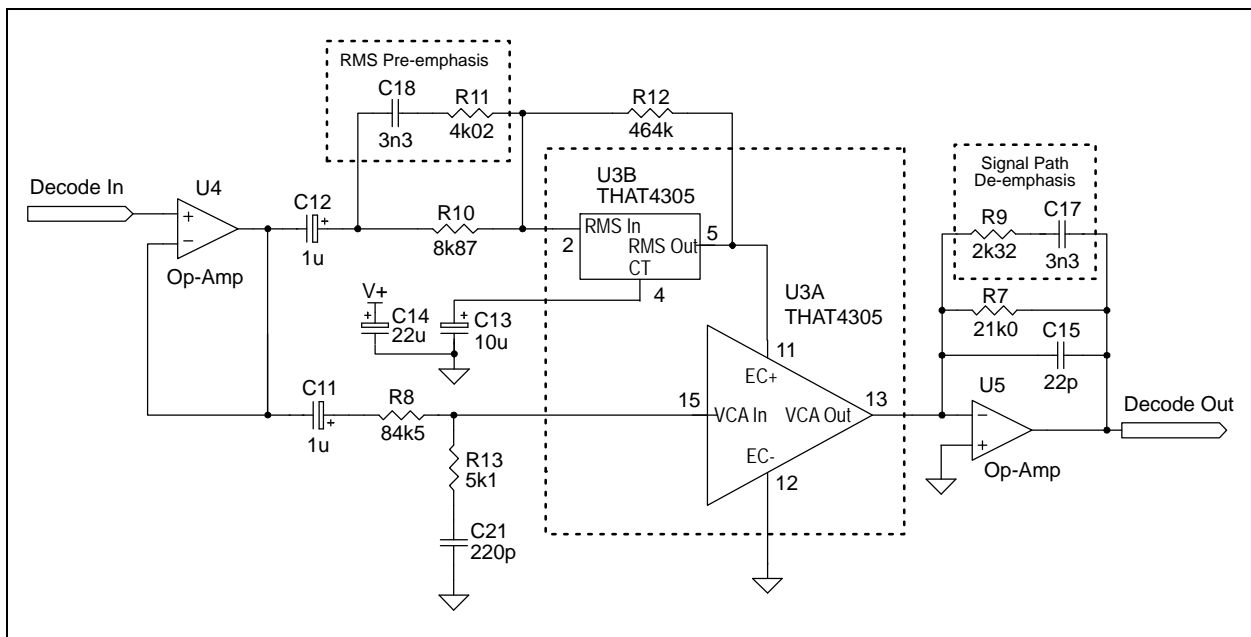 RMS Pre-emphasis
C18
3n3
R11
4k02
R12
464k
Decode In
U4
+
−
Op-Amp
C12
+
1u
R10
8k87
U3B
THAT4305
RMS In
2
RMS Out
5
CT
4
V+
+
C14
22u
+
C13
10u
U3A
THAT4305
11
EC+
15
VCA In
VCA Out
13
EC-
12
C11
+
1u
R8
84k5
R13
5k1
C21
220p
Signal Path
De-emphasis
R9
2k32
C17
3n3
R7
21k0
C15
22p
U5
−
+
Op-Amp
Decode Out